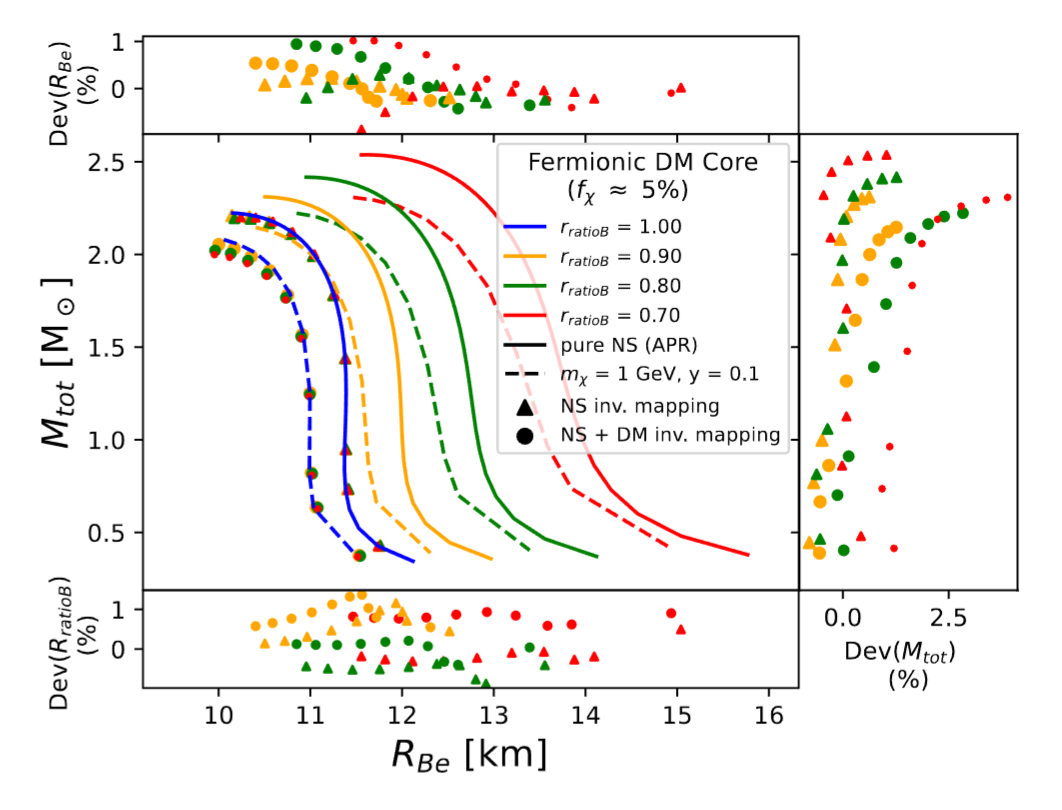 Dev(R_Be)
(%)
1
0
M_tot [M⊙]
2.5
2.0
1.5
1.0
0.5
Fermionic DM Core
(f_χ ≈ 5%)
r_ratioB = 1.00
r_ratioB = 0.90
r_ratioB = 0.80
r_ratioB = 0.70
pure NS (APR)
m_χ = 1 GeV, y = 0.1
NS inv. mapping
NS + DM inv. mapping
0.0 2.5
Dev(M_tot)
(%)
Dev(R_ratioB)
(%)
1
0
10 11 12 13 14 15 16
R_Be [km]